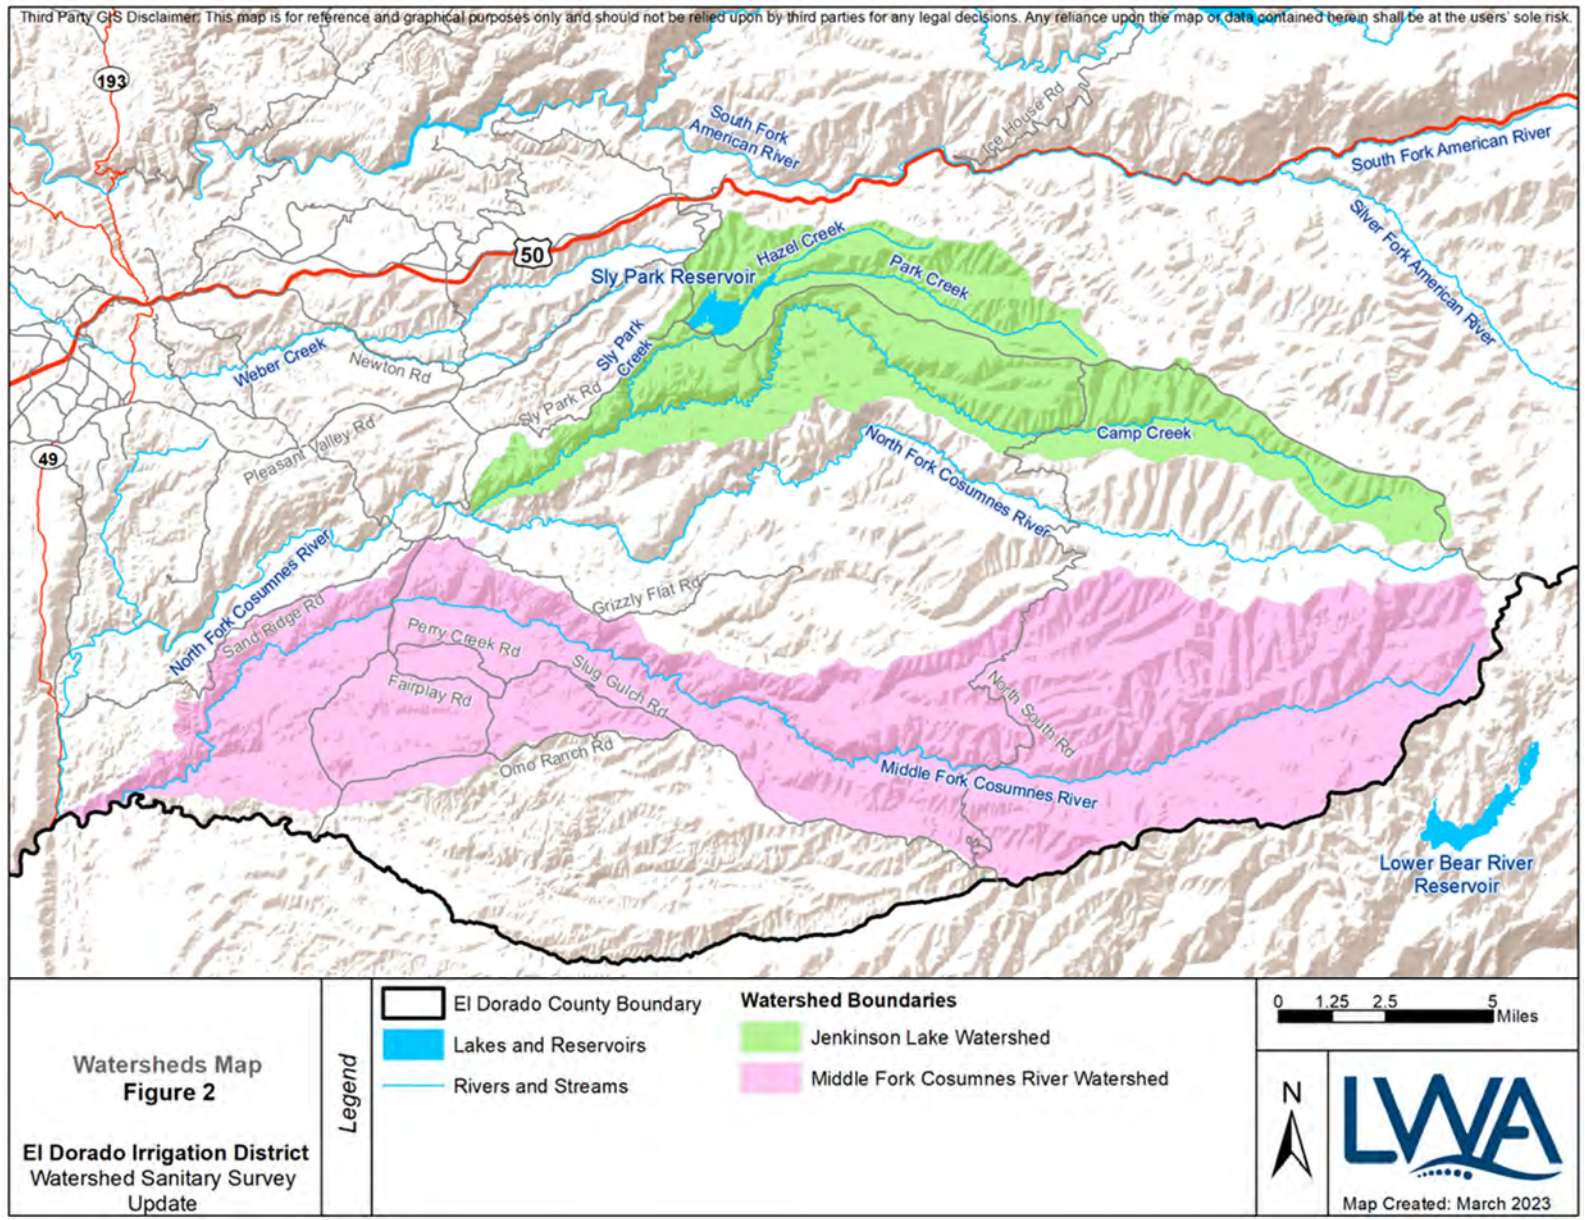 Third Party GIS Disclaimer: This map is for reference and graphical purposes only and should not be relied upon by third parties for any legal decisions. Any reliance upon the map or data contained herein shall be at the users' sole risk.
193
South Fork
American River
Ice House Rd
South Fork American River
Silver Fork American River
50
Hazel Creek
Sly Park Reservoir
Park Creek
Sly Park
Creek
Weber Creek
Newton Rd
Sly Park Rd
Pleasant Valley Rd
49
Camp Creek
North Fork Cosumnes River
North Fork Cosumnes River
Sand Ridge Rd
Grizzly Flat Rd
Perry Creek Rd
Slug Gulch Rd
Fairplay Rd
North South Rd
Omo Ranch Rd
Middle Fork Cosumnes River
Lower Bear River
Reservoir
Watersheds Map
Figure 2
El Dorado Irrigation District
Watershed Sanitary Survey
Update
Legend
El Dorado County Boundary
Lakes and Reservoirs
Rivers and Streams
Watershed Boundaries
Jenkinson Lake Watershed
Middle Fork Cosumnes River Watershed
0 1.25 2.5 5
Miles
N
LWA
Map Created: March 2023